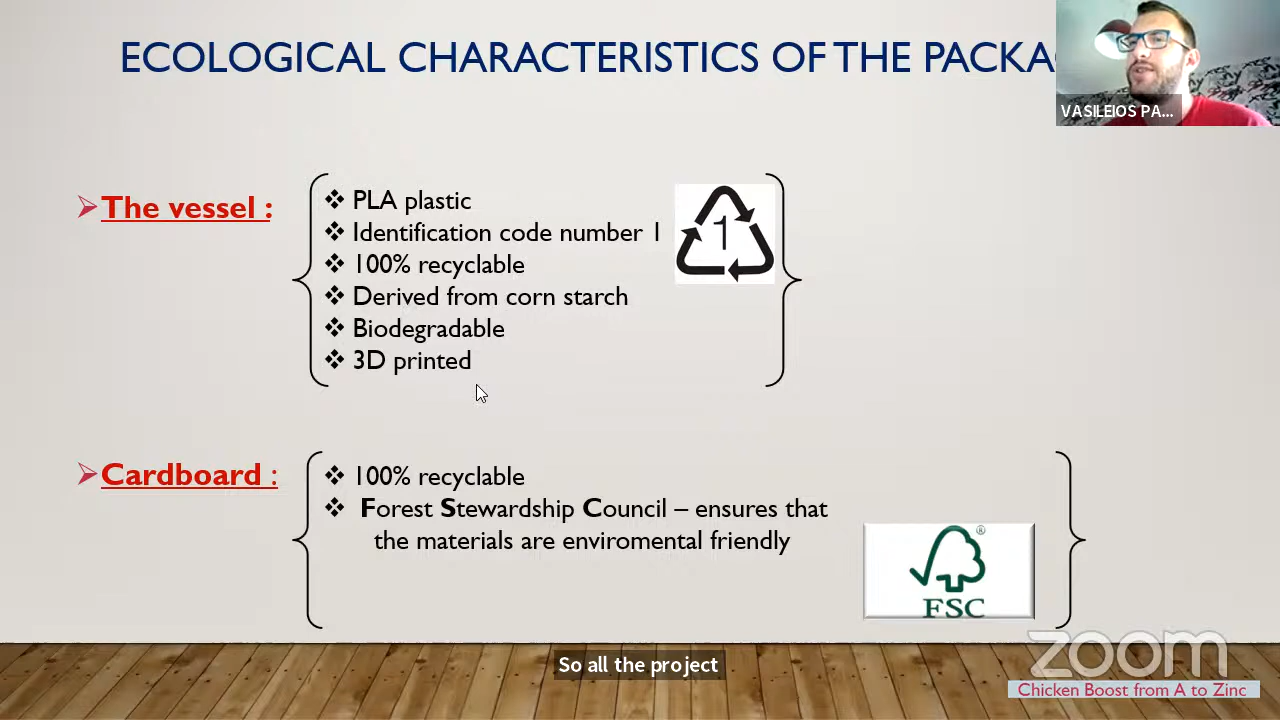 ECOLOGICAL CHARACTERISTICS OF THE PACKA
VASILEIOS PA...
The vessel :
PLA plastic
Identification code number 1
1
100% recyclable
Derived from corn starch
Biodegradable
3D printed
Cardboard :
100% recyclable
Forest Stewardship Council – ensures that
the materials are enviromental friendly
®
FSC
So all the project
zoom
Chicken Boost from A to Zinc